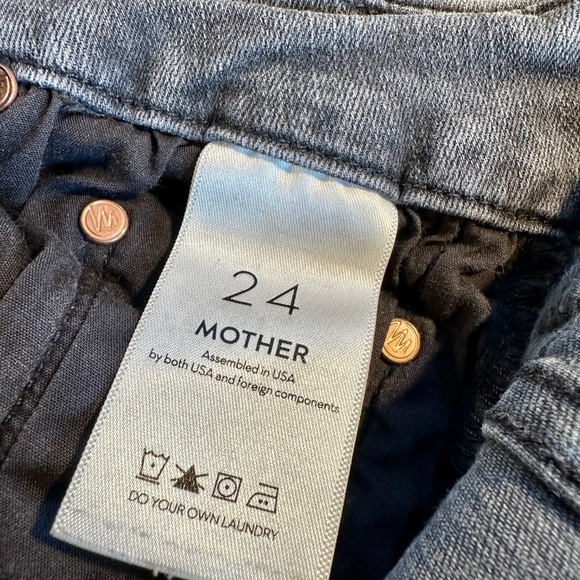 24
MOTHER
Assembled in USA
by both USA and foreign components
DO YOUR OWN LAUNDRY